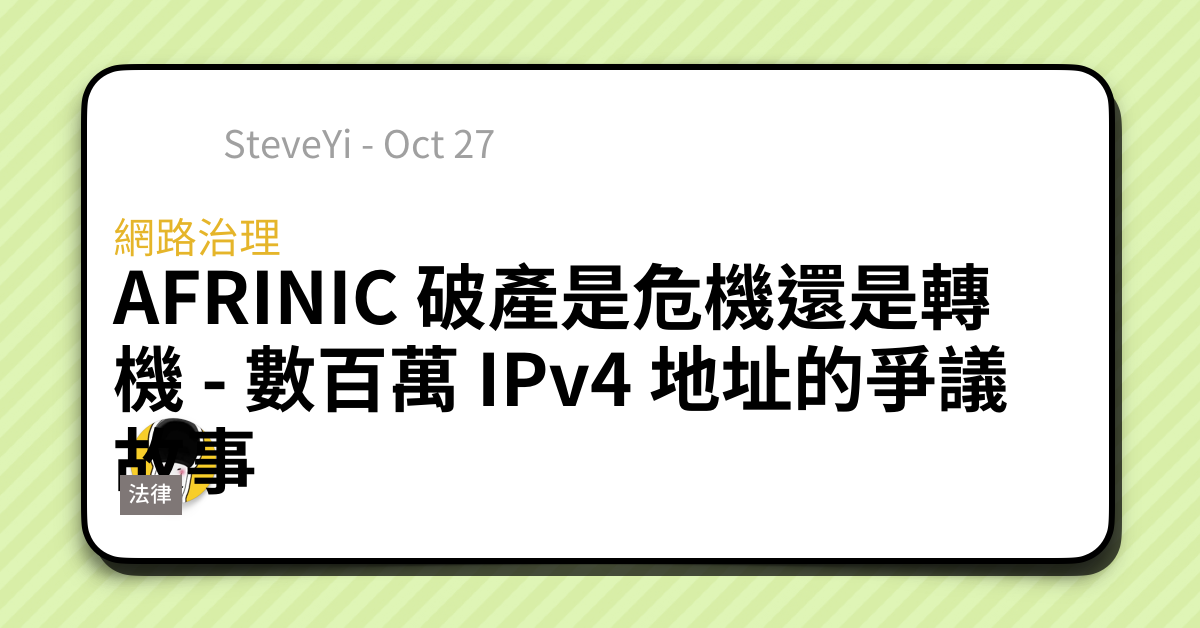 SteveYi - Oct 27
網路治理
AFRINIC 破產是危機還是轉
機 - 數百萬 IPv4 地址的爭議
故事
法律